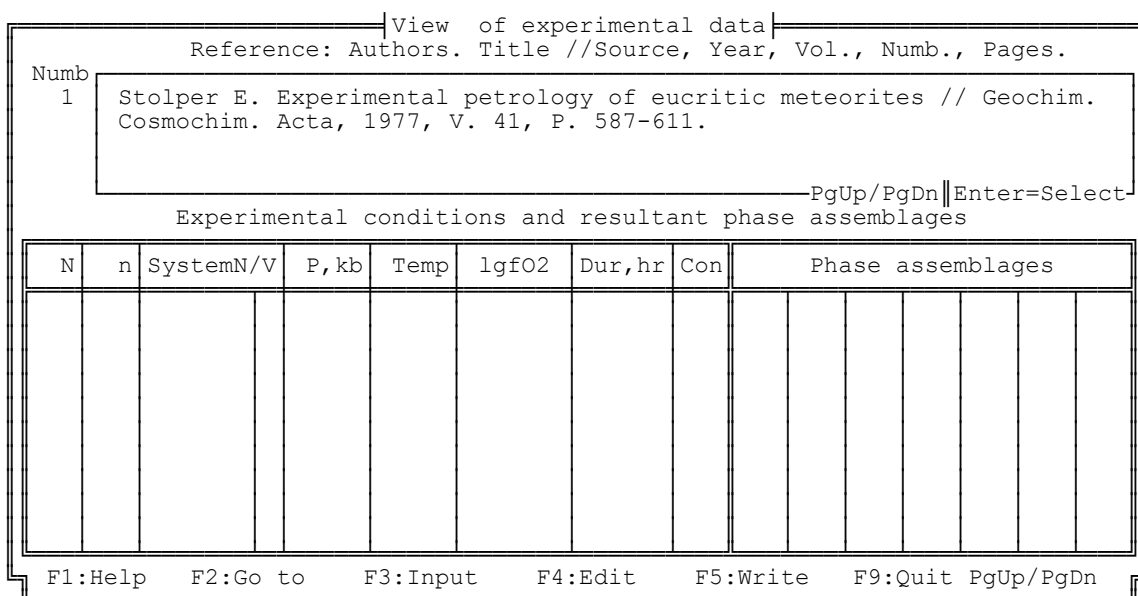 View of experimental data
Reference: Authors. Title //Source, Year, Vol., Numb., Pages.
Numb
1 Stolper E. Experimental petrology of eucritic meteorites // Geochim.
Cosmochim. Acta, 1977, V. 41, P. 587-611.
PgUp/PgDn Enter=Select
Experimental conditions and resultant phase assemblages
N n SystemN/V P,kb Temp lgfO2 Dur,hr Con Phase assemblages
F1:Help F2:Go to F3:Input F4:Edit F5:Write F9:Quit PgUp/PgDn